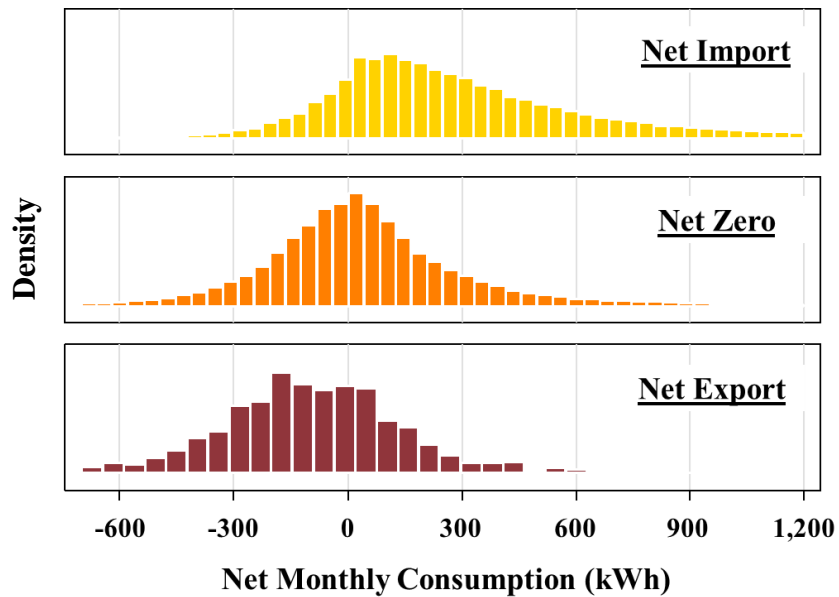 Net Import
Net Zero
Net Export
Density
-600 -300 0 300 600 900 1,200
Net Monthly Consumption (kWh)